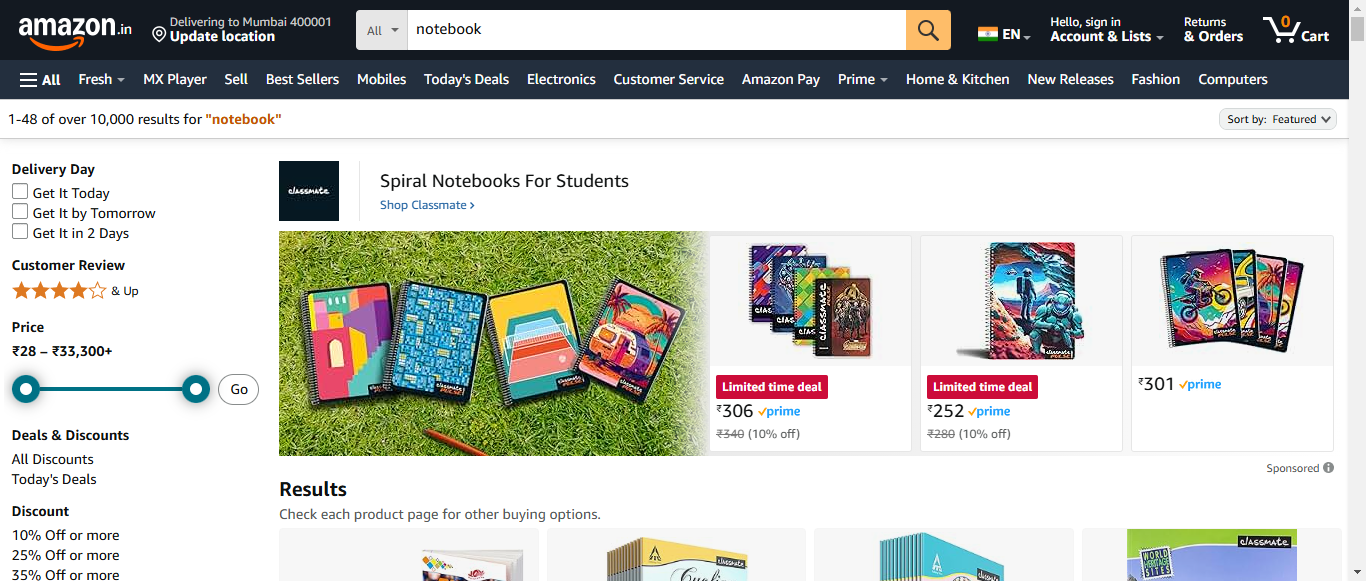 amazon.in
Delivering to Mumbai 400001
Update location
All
notebook
EN
Hello, sign in
Account & Lists
Returns
& Orders
0
Cart
All
Fresh
MX Player
Sell
Best Sellers
Mobiles
Today's Deals
Electronics
Customer Service
Amazon Pay
Prime
Home & Kitchen
New Releases
Fashion
Computers
1-48 of over 10,000 results for "notebook"
Sort by: Featured
Delivery Day
Get It Today
Get It by Tomorrow
Get It in 2 Days
Customer Review
& Up
Price
₹28 – ₹33,300+
Go
Deals & Discounts
All Discounts
Today's Deals
Discount
10% Off or more
25% Off or more
35% Off or more
classmate
Spiral Notebooks For Students
Shop Classmate ›
Limited time deal
₹306 prime
₹340 (10% off)
Limited time deal
₹252 prime
₹280 (10% off)
₹301 prime
Sponsored
Results
Check each product page for other buying options.
classmate
classmate
classmate
WORLD
HERITAGE
SITES